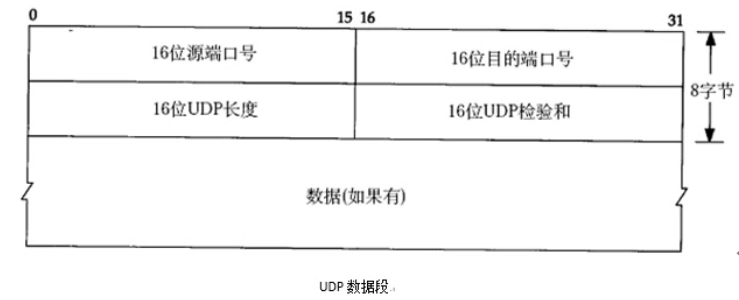 0 15 16 31
16位源端口号 16位目的端口号
8字节
16位UDP长度 16位UDP检验和
数据(如果有)
UDP 数据段